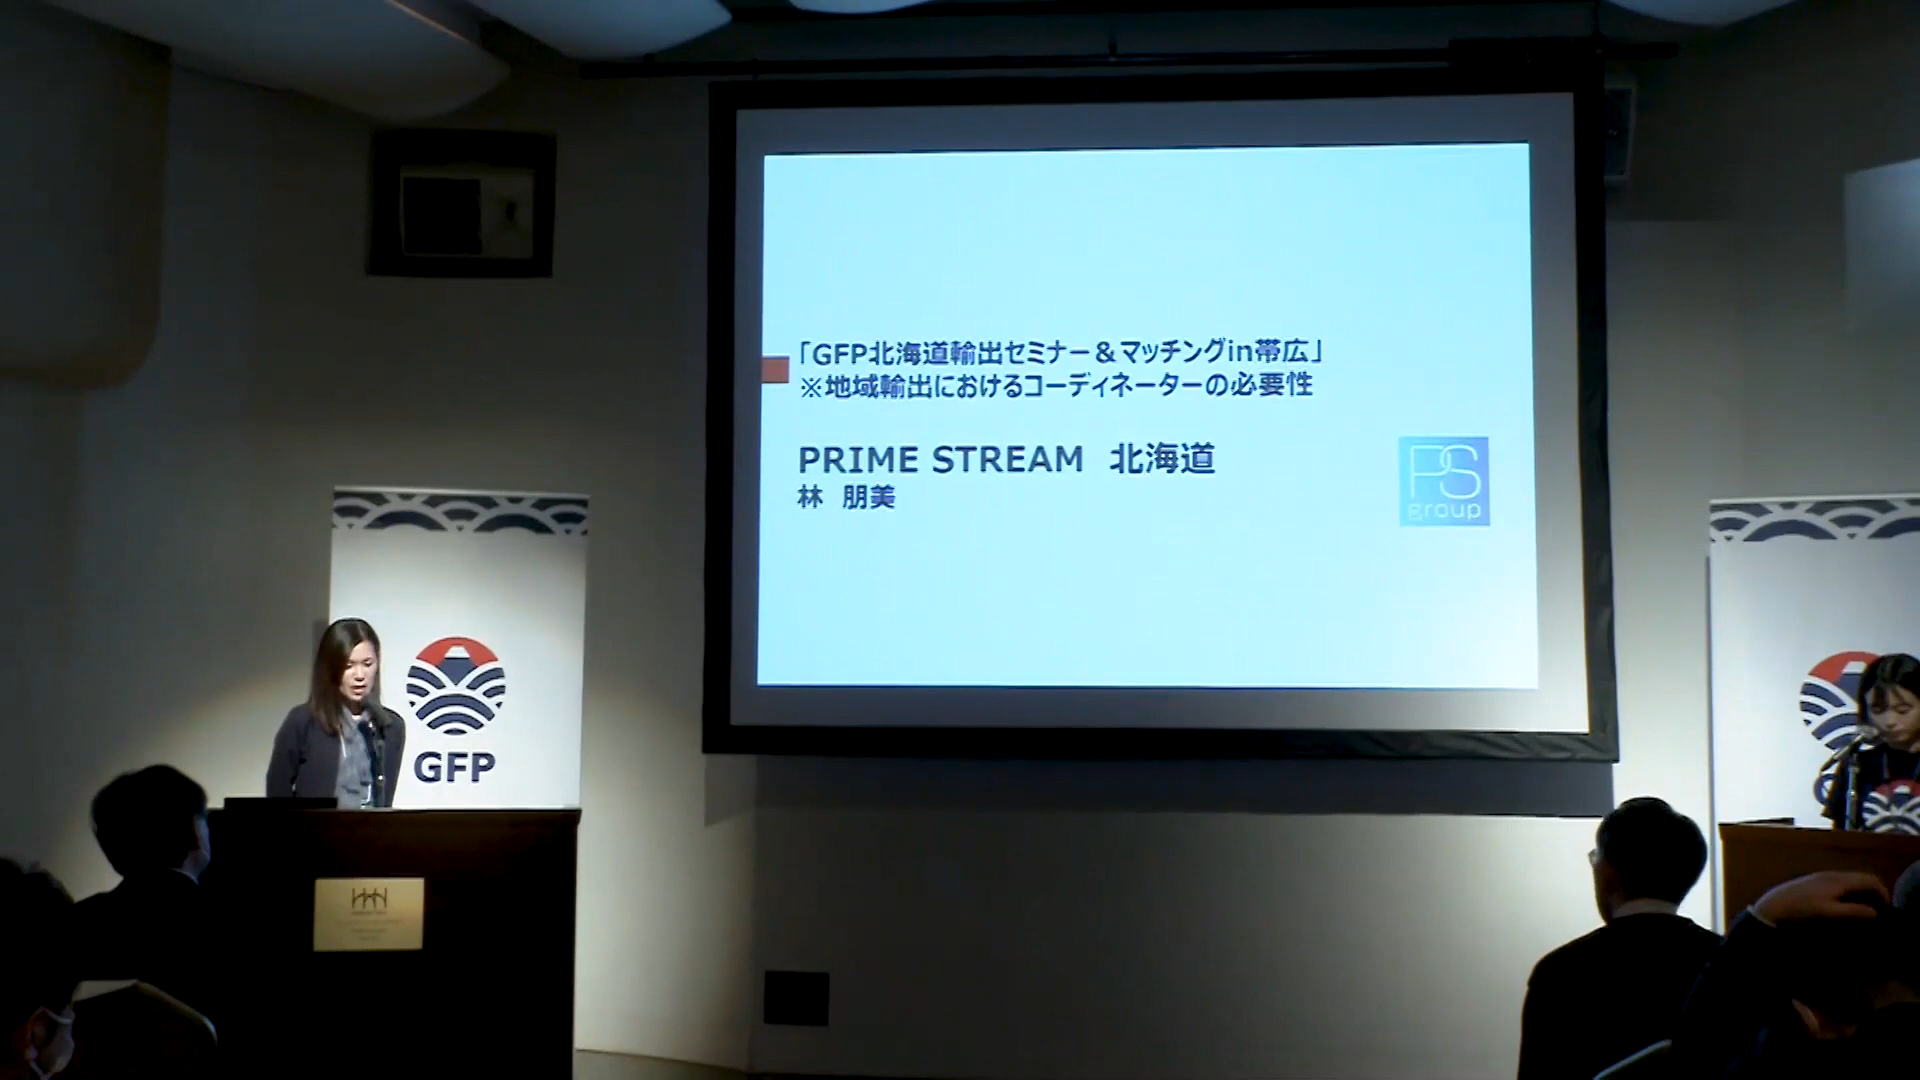 「GFP北海道輸出セミナー＆マッチングin帯広」
※地域輸出におけるコーディネーターの必要性
PRIME STREAM 北海道
林 朋美
PS
group
GFP